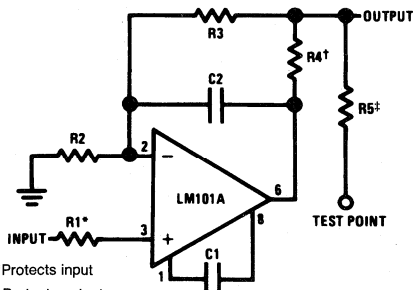 R3
OUTPUT
R4†
C2
R5‡
R2
2
−
LM101A
6
8
TEST POINT
R1*
INPUT
3
+
C1
1
Protects input